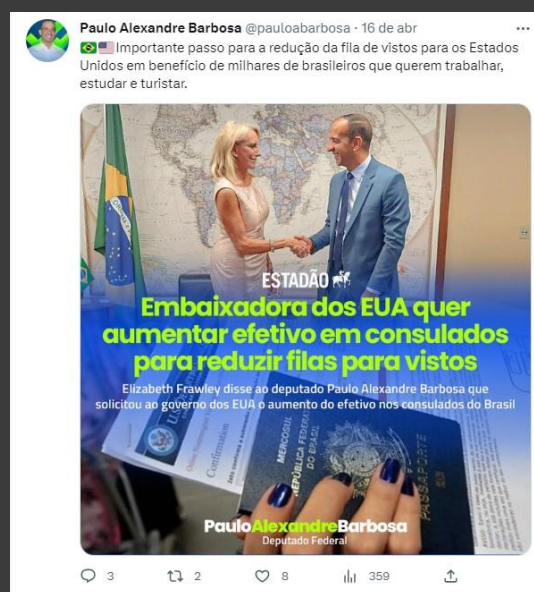 Paulo Alexandre Barbosa @pauloabarbosa · 16 de abr
🇧🇷🇺🇸Importante passo para a redução da fila de vistos para os Estados
Unidos em benefício de milhares de brasileiros que querem trabalhar,
estudar e turistar.
ESTADÃO
Embaixadora dos EUA quer
aumentar efetivo em consulados
para reduzir filas para vistos
Elizabeth Frawley disse ao deputado Paulo Alexandre Barbosa que
solicitou ao governo dos EUA o aumento do efetivo nos consulados do Brasil
Confirmation
MERCOSUL
REPÚBLICA FEDERATIVA
DO BRASIL
PASSAPORTE
PauloAlexandreBarbosa
Deputado Federal
3 2 8 359